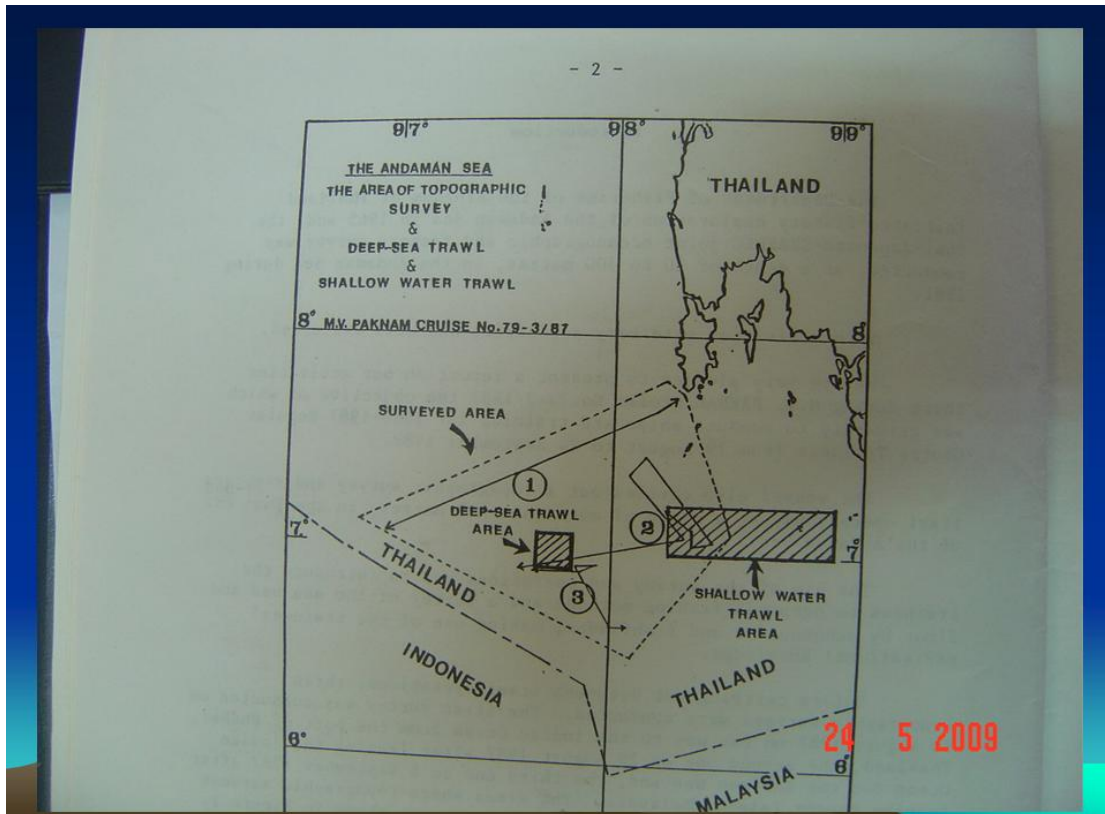 - 2 -
97°
98°
99°
THE ANDAMAN SEA
THE AREA OF TOPOGRAPHIC
SURVEY
&
DEEP-SEA TRAWL
&
SHALLOW WATER TRAWL
THAILAND
8° M.V. PAKNAM CRUISE No.79-3/87
8°
SURVEYED AREA
1
DEEP-SEA TRAWL
AREA
2
7°
7°
THAILAND
3
SHALLOW WATER
TRAWL
AREA
INDONESIA
THAILAND
24 5 2009
6°
6°
MALAYSIA